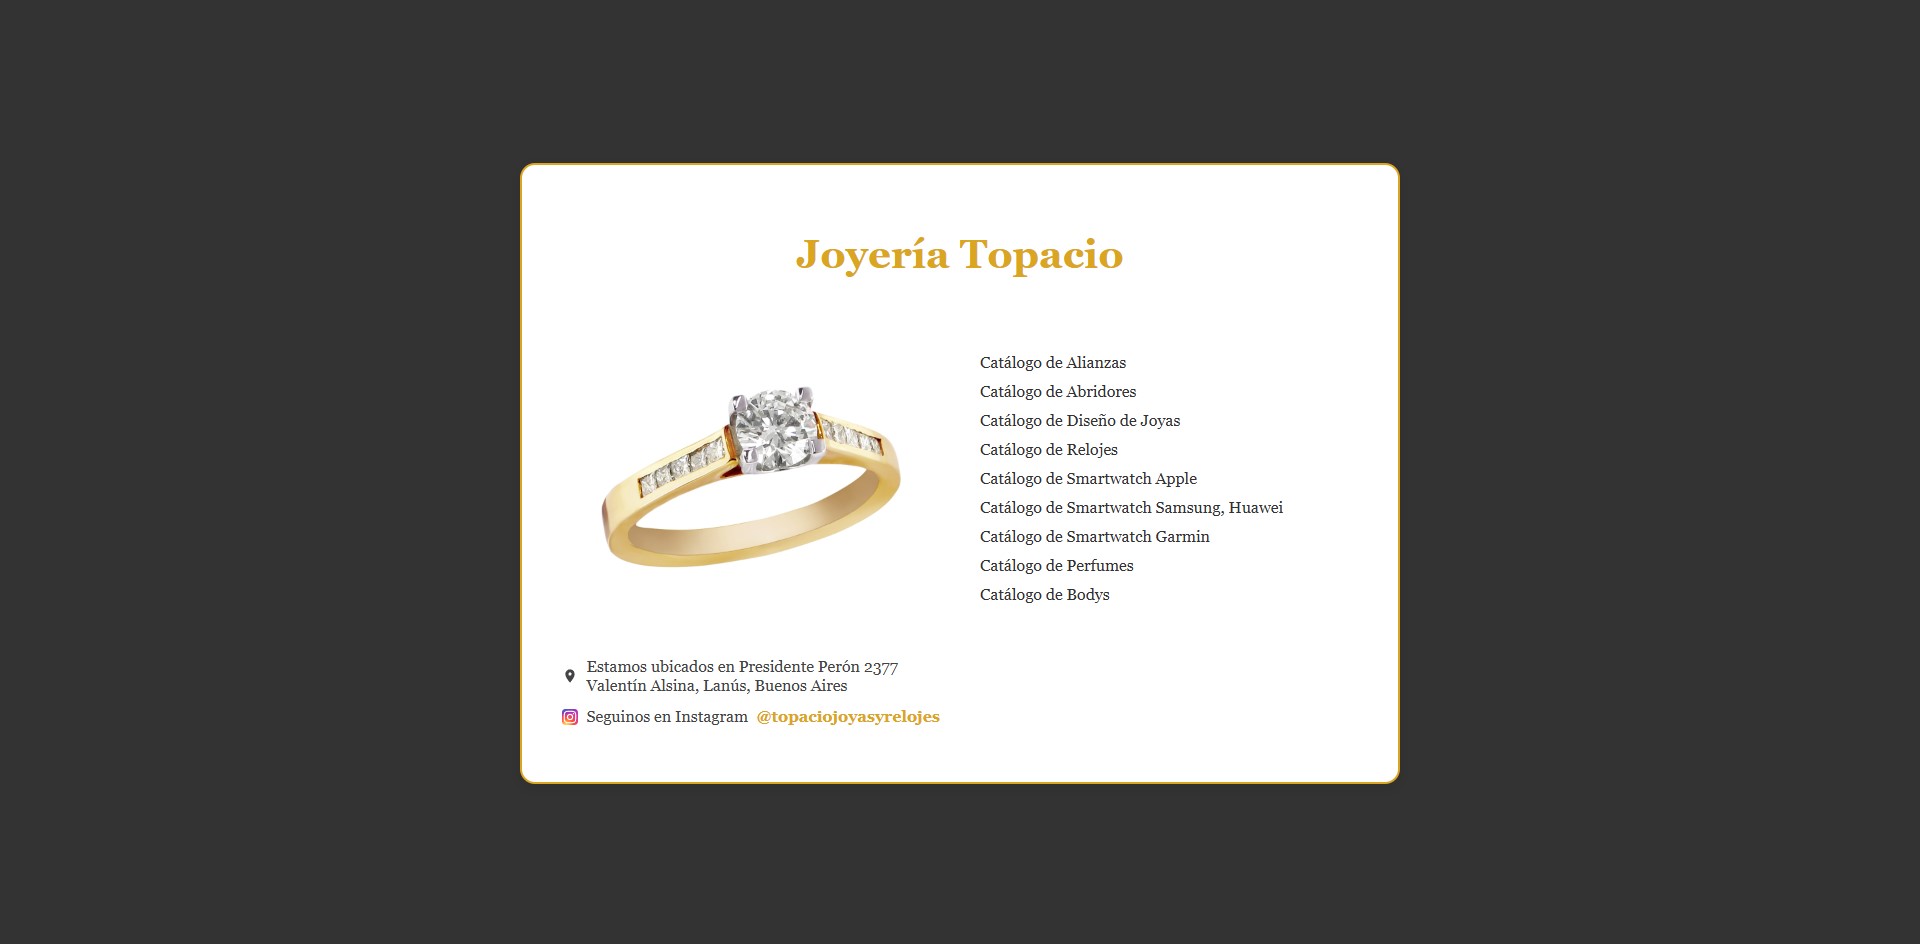 Joyería Topacio
Catálogo de Alianzas
Catálogo de Abridores
Catálogo de Diseño de Joyas
Catálogo de Relojes
Catálogo de Smartwatch Apple
Catálogo de Smartwatch Samsung, Huawei
Catálogo de Smartwatch Garmin
Catálogo de Perfumes
Catálogo de Bodys
Estamos ubicados en Presidente Perón 2377
Valentín Alsina, Lanús, Buenos Aires
Seguinos en Instagram @topaciojoyasyrelojes